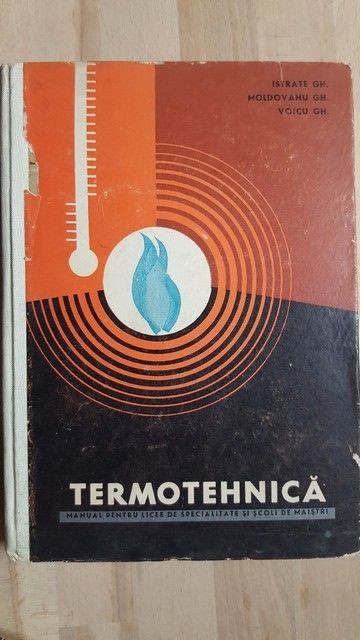 ISTRATE GH.
MOLDOVANU GH.
VOICU GH.
TERMOTEHNICĂ
MANUAL PENTRU LICEE DE SPECIALITATE ȘI ȘCOLI DE MAIȘTRI